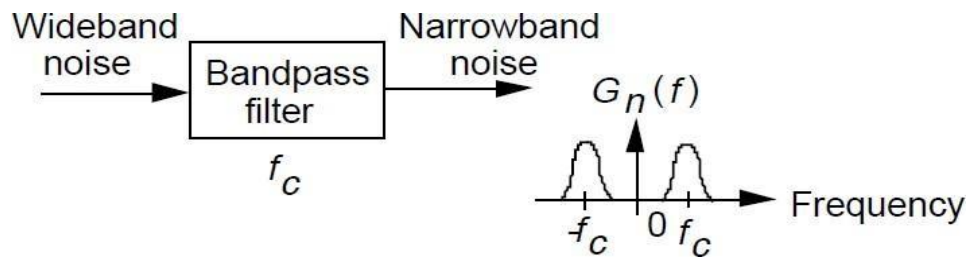 Wideband
noise
Bandpass
filter
f_c
Narrowband
noise
G_n(f)
-f_c 0 f_c
Frequency